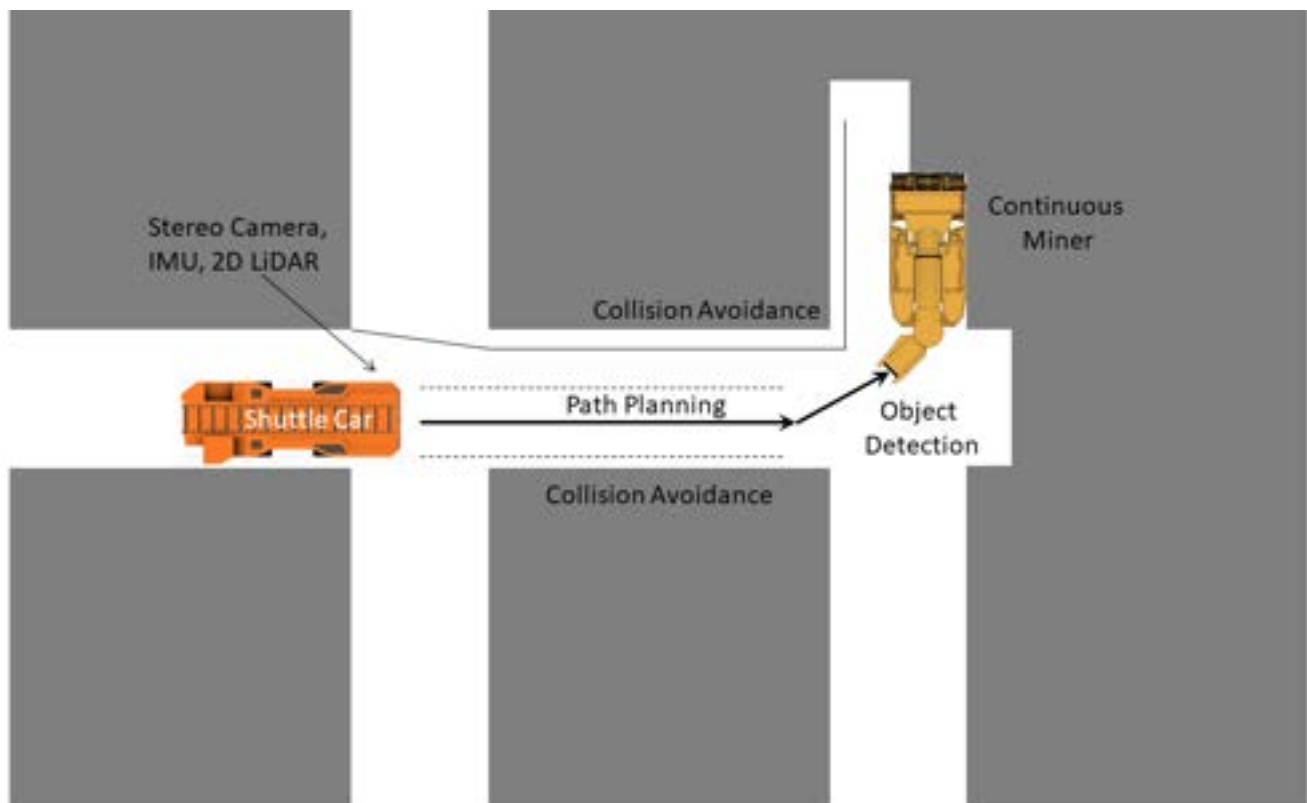 Stereo Camera,
IMU, 2D LiDAR
Continuous
Miner
Collision Avoidance
Shuttle Car
Path Planning
Object
Detection
Collision Avoidance